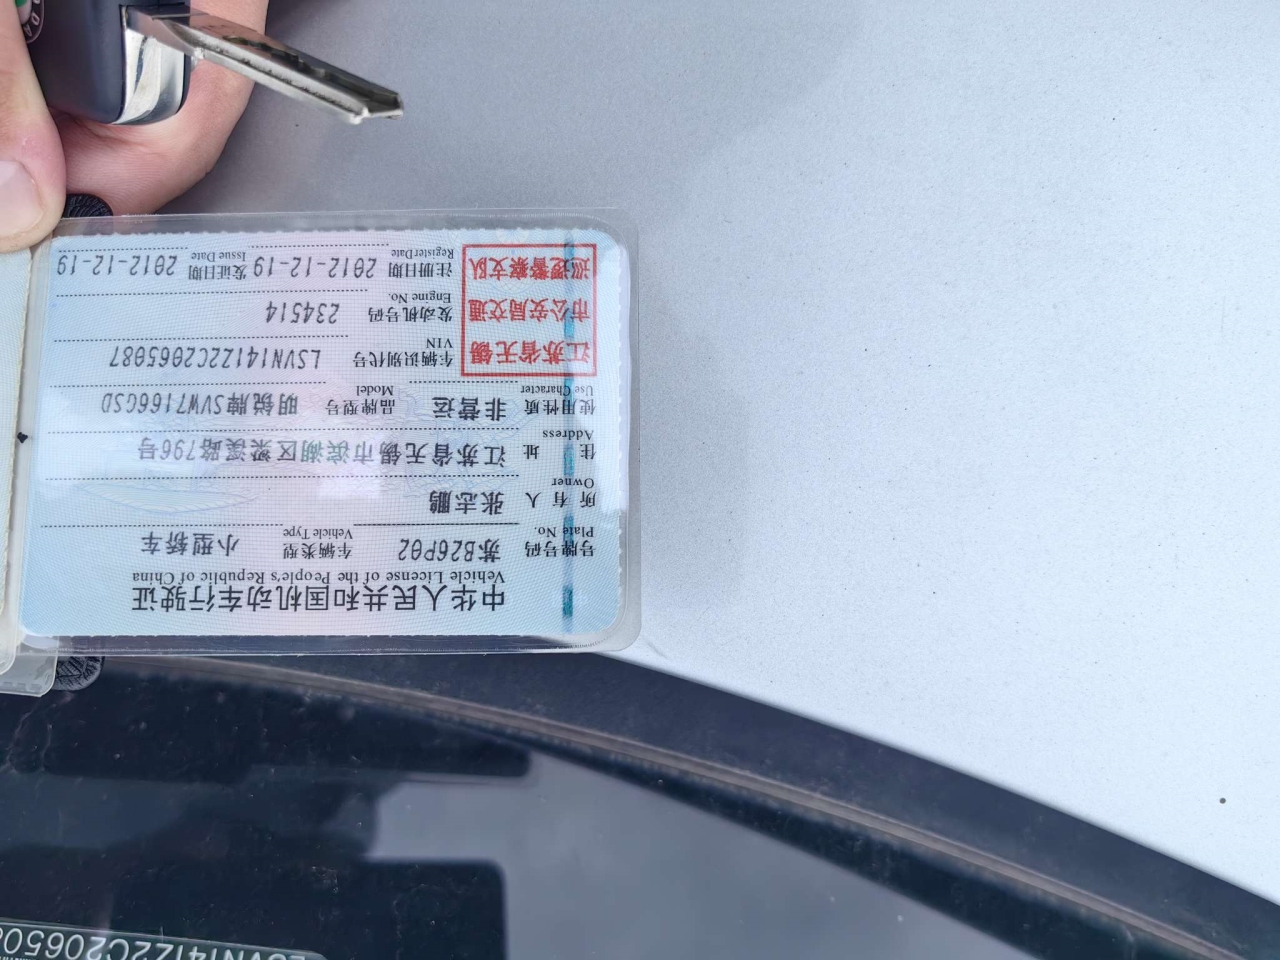 中华人民共和国机动车行驶证
Vehicle License of the People's Republic of China
号牌号码 苏B26P02 车辆类型 小型轿车
Plate No. Vehicle Type
所有人 张志鹏
Owner
住址 江苏省无锡市滨湖区梁溪路796号
Address
使用性质 非营运 品牌型号 明锐牌SVW7166GSD
Use Character Model
江苏省无锡
市公安局交通
巡逻警察支队
车辆识别代号 LSVN141Z2C2065087
VIN
发动机号码 234514
Engine No.
注册日期 2012-12-19 发证日期 2012-12-19
Register Date Issue Date
LSVN141Z2C206508